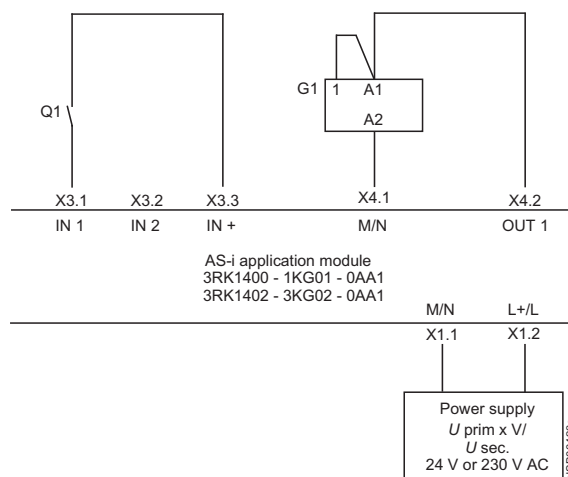 G1 1 A1
Q1
A2
X3.1 X3.2 X3.3 X4.1 X4.2
IN 1 IN 2 IN + M/N OUT 1
AS-i application module
3RK1400 - 1KG01 - 0AA1
3RK1402 - 3KG02 - 0AA1
M/N L+/L
X1.1 X1.2
Power supply
U prim x V/
U sec.
24 V or 230 V AC